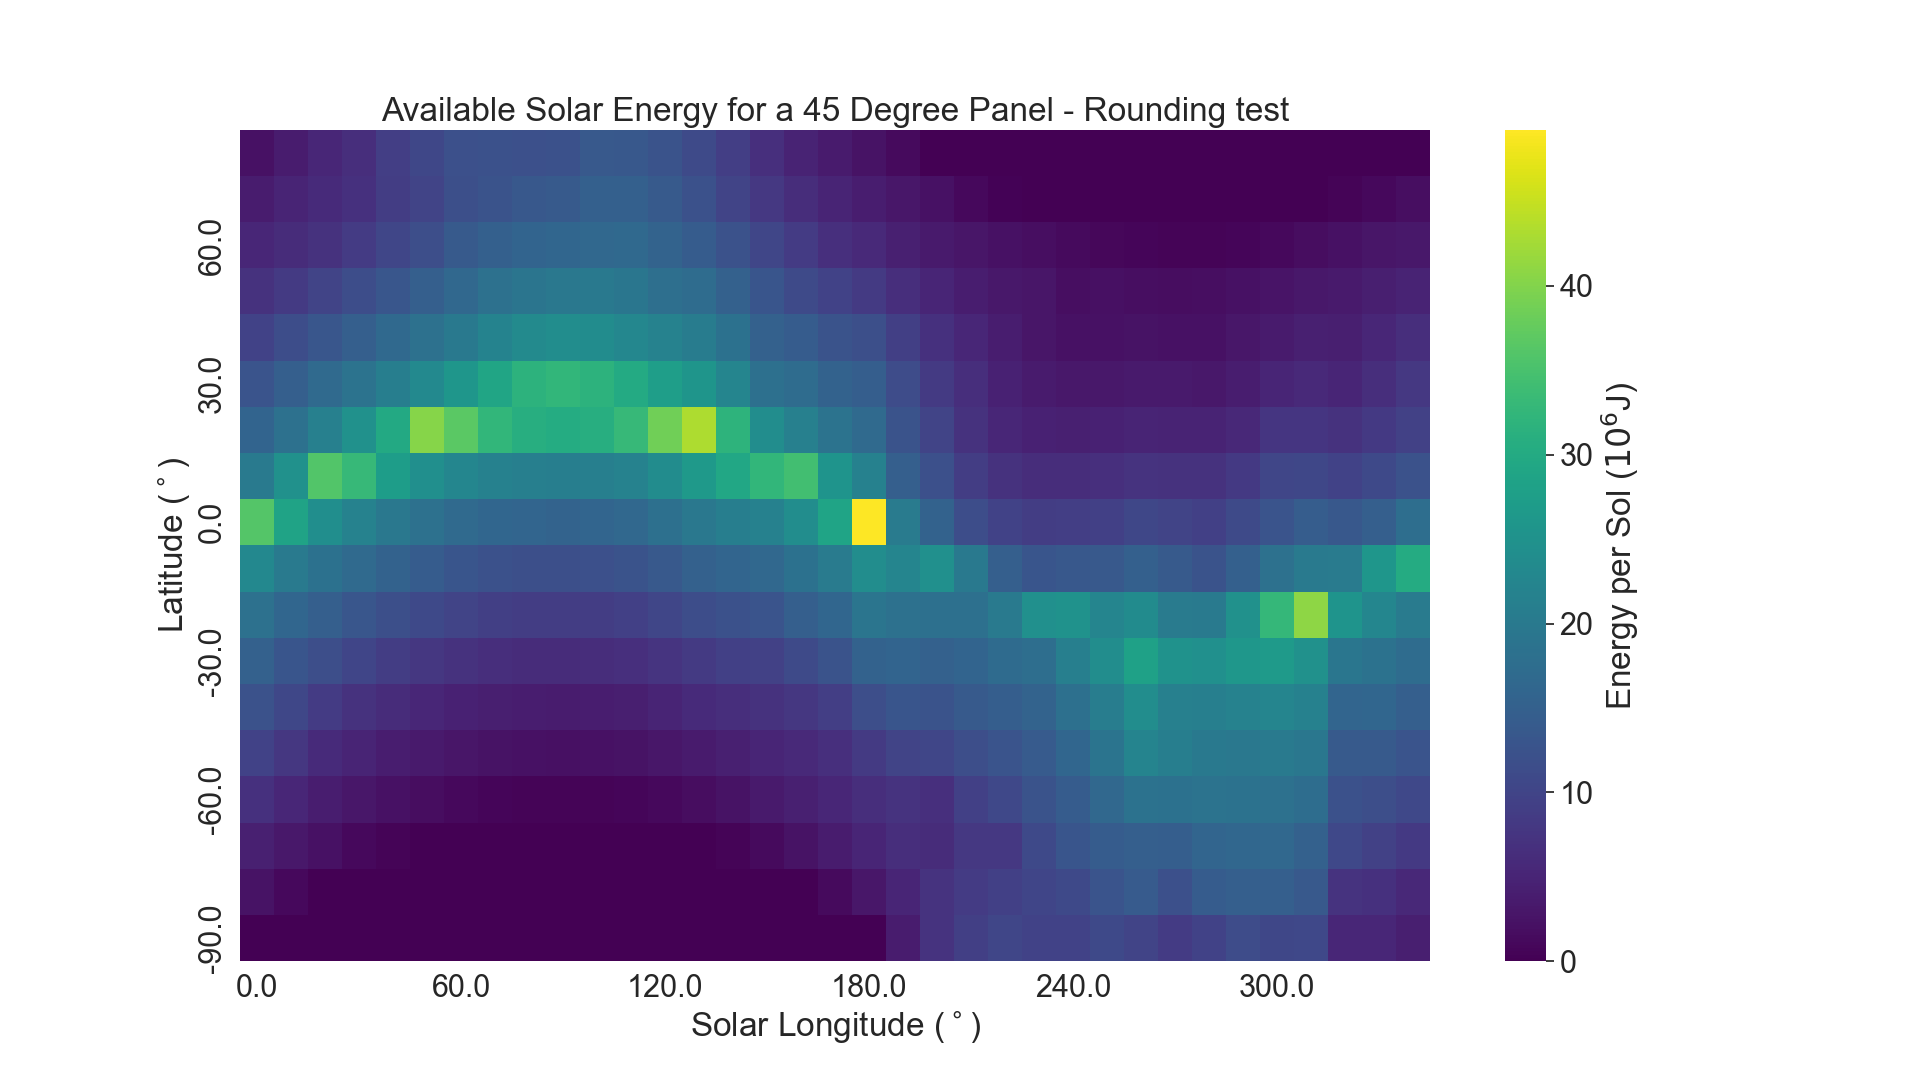 Available Solar Energy for a 45 Degree Panel - Rounding test
Latitude (°)
60.0
30.0
0.0
-30.0
-60.0
-90.0
0.0 60.0 120.0 180.0 240.0 300.0
Solar Longitude (°)
40
30
20
10
0
Energy per Sol (10⁶J)